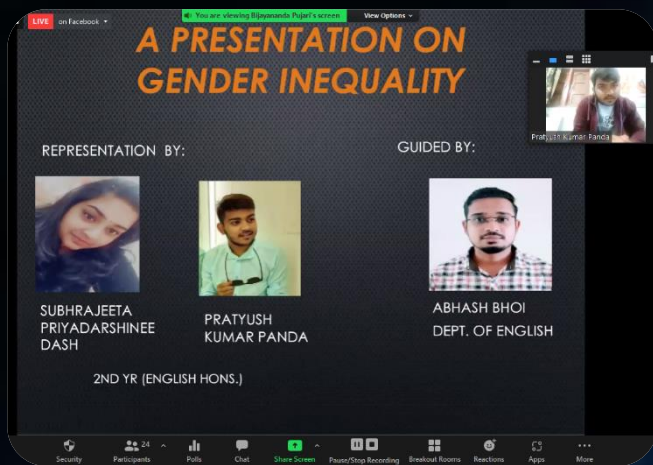 LIVE on Facebook
You are viewing Bijayananda Pujari's screen View Options
A PRESENTATION ON
GENDER INEQUALITY
Pratyush Kumar Panda
REPRESENTATION BY:
GUIDED BY:
SUBHRAJEETA
PRIYADARSHINEE
DASH
PRATYUSH
KUMAR PANDA
ABHASH BHOI
DEPT. OF ENGLISH
2ND YR (ENGLISH HONS.)
24
Security Participants Polls Chat Share Screen Pause/Stop Recording Breakout Rooms Reactions Apps More